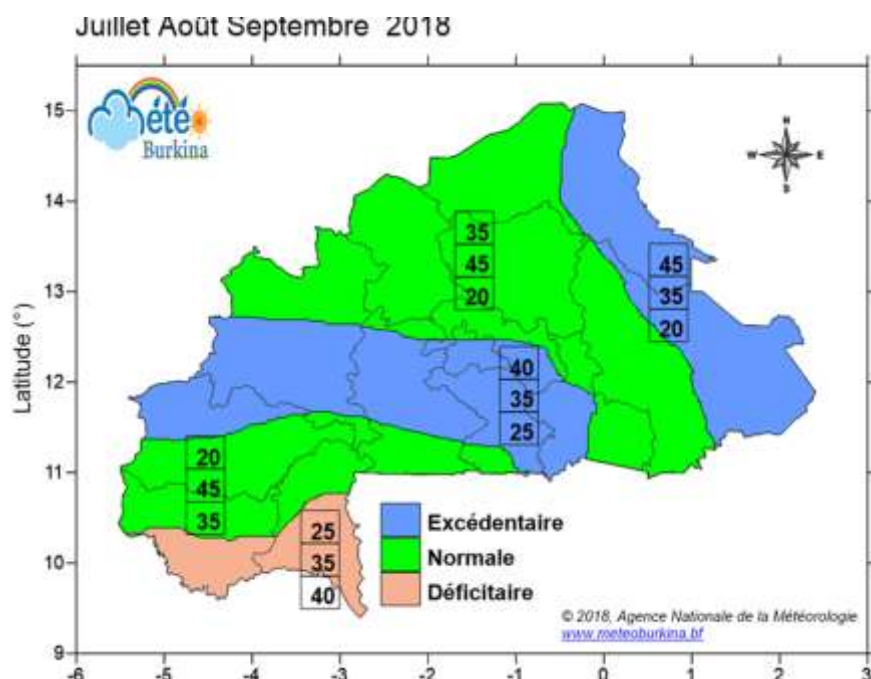 Juillet Août Septembre 2018
Météo
Burkina
N
W E
S
15
14
13
12
11
10
9
Latitude (°)
35
45
20
45
35
20
40
35
25
20
45
35
25
35
40
Excédentaire
Normale
Déficitaire
© 2018, Agence Nationale de la Météorologie
www.meteoburkina.bf
-6 -5 -4 -3 -2 -1 0 1 2 3